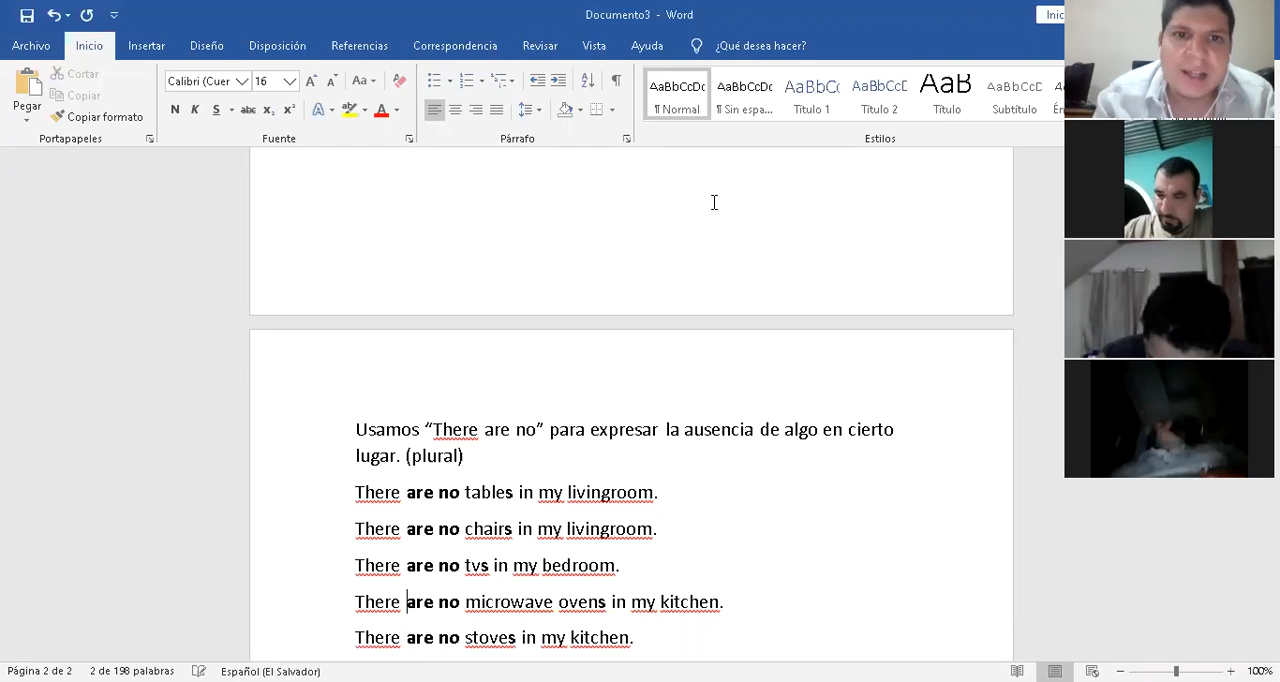 Documento3 - Word
Inic
Archivo Inicio Insertar Diseño Disposición Referencias Correspondencia Revisar Vista Ayuda ¿Qué desea hacer?
Pegar
Cortar
Copiar
Copiar formato
Portapapeles
Calibri (Cuer 16
Aa
N K S abc x₂ x²
A A
Fuente
Párrafo
AaBbCcDc AaBbCcDc AaBbCc AaBbCcD AaB AaBbCcD
¶ Normal ¶ Sin espa... Título 1 Título 2 Título Subtítulo
Estilos
Usamos “There are no” para expresar la ausencia de algo en cierto
lugar. (plural)
There are no tables in my livingroom.
There are no chairs in my livingroom.
There are no tvs in my bedroom.
There are no microwave ovens in my kitchen.
There are no stoves in my kitchen.
Página 2 de 2 2 de 198 palabras Español (El Salvador) 100%